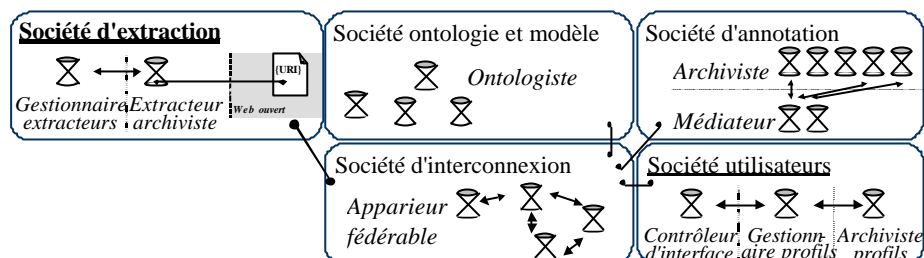 Société d'extraction
{URI}
Gestionnaire Extracteur
extracteurs archiviste
Web ouvert
Société ontologie et modèle
Ontologiste
Société d'annotation
Archiviste
Médiateur
Société d'interconnexion
Apparieur
fédérable
Société utilisateurs
Contrôleur Gestionn- Archiviste
d'interface aire profils profils